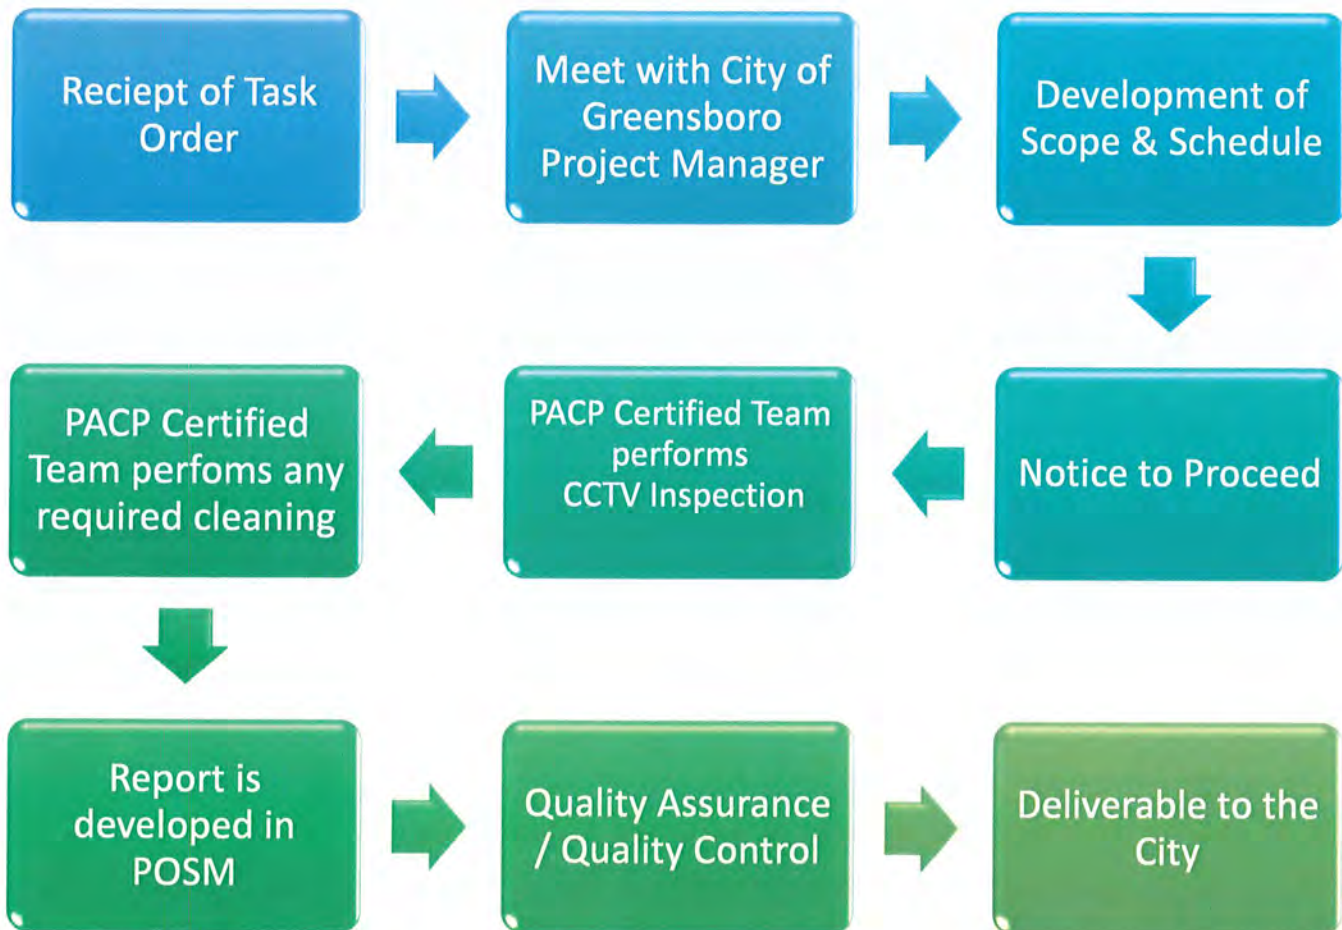 Reciept of Task
Order
Meet with City of
Greensboro
Project Manager
Development of
Scope & Schedule
Notice to Proceed
PACP Certified Team
performs
CCTV Inspection
PACP Certified
Team perfoms any
required cleaning
Report is
developed in
POSM
Quality Assurance
/ Quality Control
Deliverable to the
City